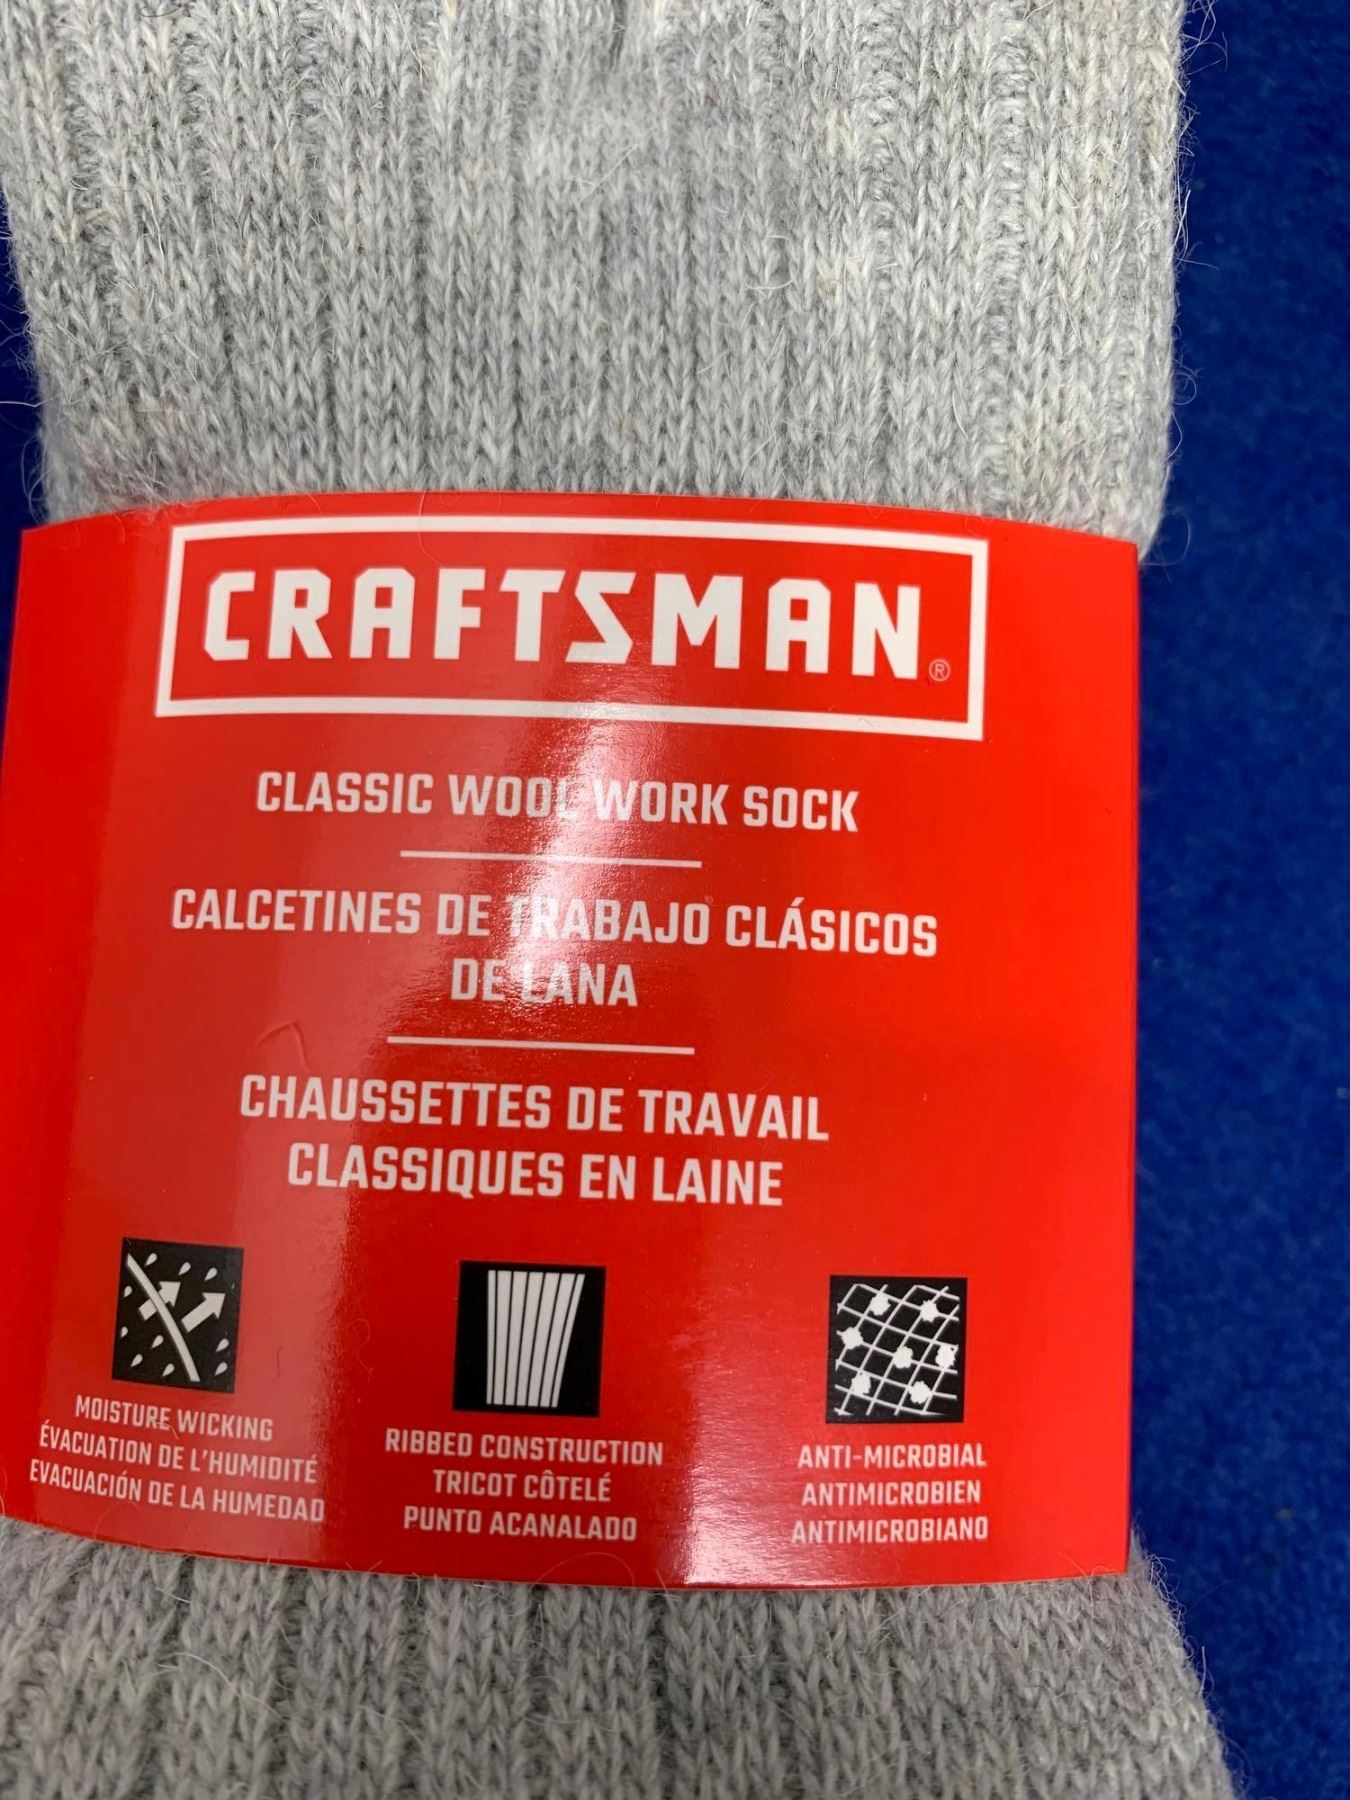 CRAFTSMAN®
CLASSIC WOOL WORK SOCK
CALCETINES DE TRABAJO CLÁSICOS
DE LANA
CHAUSSETTES DE TRAVAIL
CLASSIQUES EN LAINE
MOISTURE WICKING
ÉVACUATION DE L'HUMIDITÉ
EVACUACIÓN DE LA HUMEDAD
RIBBED CONSTRUCTION
TRICOT CÔTELÉ
PUNTO ACANALADO
ANTI-MICROBIAL
ANTIMICROBIEN
ANTIMICROBIANO